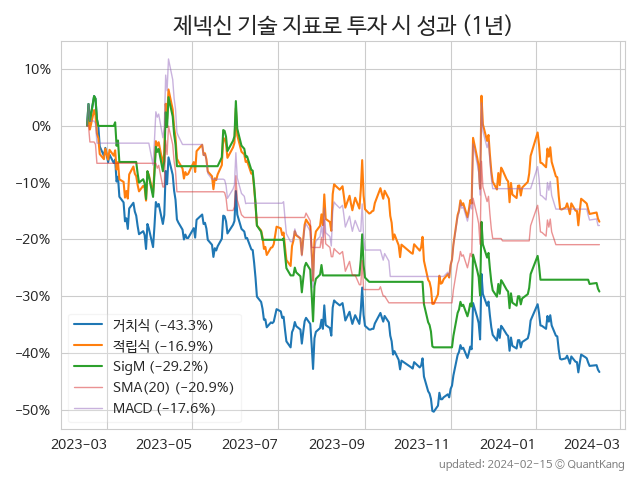 제넥신 기술 지표로 투자 시 성과 (1년)
10%
0%
−10%
−20%
−30%
−40%
−50%
거치식 (−43.3%)
적립식 (−16.9%)
SigM (−29.2%)
SMA(20) (−20.9%)
MACD (−17.6%)
2023−03
2023−05
2023−07
2023−09
2023−11
2024−01
2024−03
updated: 2024−02−15 © QuantKang